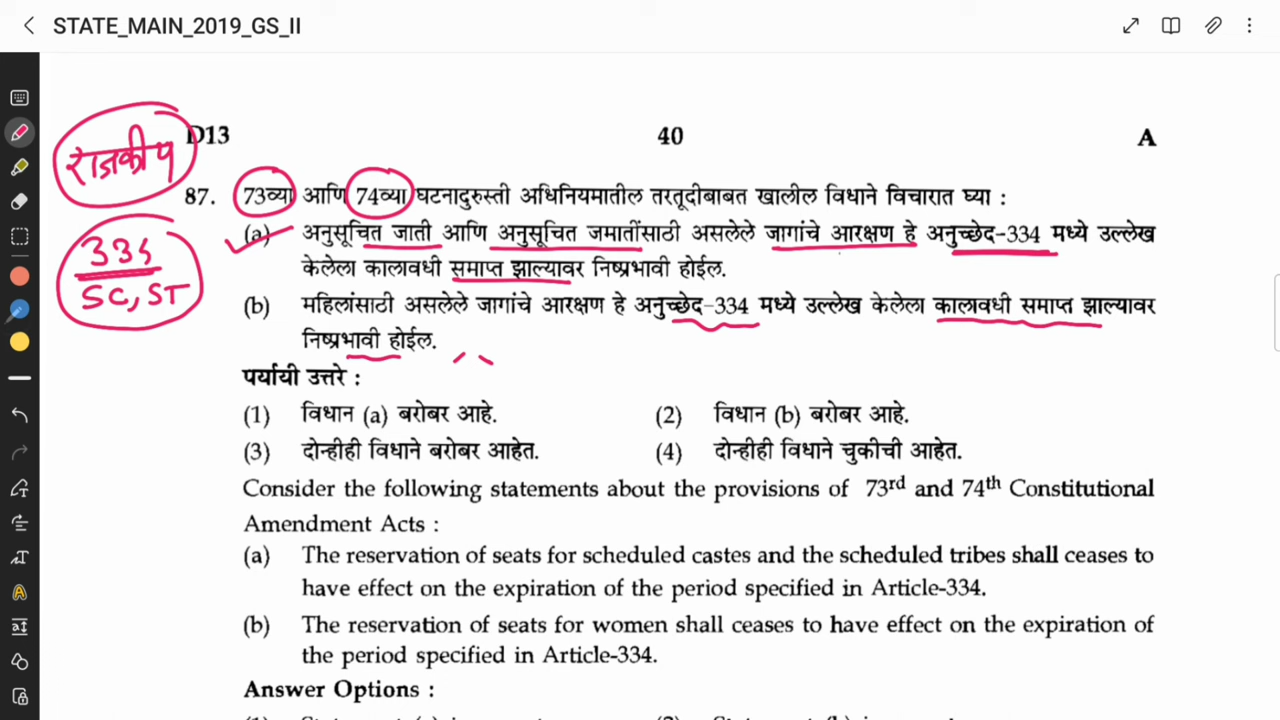 STATE_MAIN_2019_GS_II
राजकीय
D13 40 A
87. 73व्या आणि 74व्या घटनादुरुस्ती अधिनियमातील तरतूदीबाबत खालील विधाने विचारात घ्या :
(a) अनुसूचित जाती आणि अनुसूचित जमातींसाठी असलेले जागांचे आरक्षण हे अनुच्छेद-334 मध्ये उल्लेख
केलेला कालावधी समाप्त झाल्यावर निष्प्रभावी होईल.
334
SC, ST
(b) महिलांसाठी असलेले जागांचे आरक्षण हे अनुच्छेद-334 मध्ये उल्लेख केलेला कालावधी समाप्त झाल्यावर
निष्प्रभावी होईल.
पर्यायी उत्तरे :
(1) विधान (a) बरोबर आहे. (2) विधान (b) बरोबर आहे.
(3) दोन्हीही विधाने बरोबर आहेत. (4) दोन्हीही विधाने चुकीची आहेत.
Consider the following statements about the provisions of 73rd and 74th Constitutional
Amendment Acts :
(a) The reservation of seats for scheduled castes and the scheduled tribes shall ceases to
have effect on the expiration of the period specified in Article-334.
(b) The reservation of seats for women shall ceases to have effect on the expiration of
the period specified in Article-334.
Answer Options :